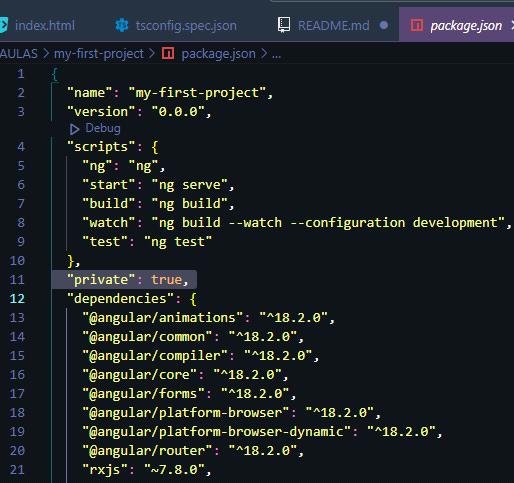 index.html tsconfig.spec.json README.md package.json
AULAS > my-first-project > package.json > ...
1 {
2 "name": "my-first-project",
3 "version": "0.0.0",
Debug
4 "scripts": {
5 "ng": "ng",
6 "start": "ng serve",
7 "build": "ng build",
8 "watch": "ng build --watch --configuration development",
9 "test": "ng test"
10 },
11 "private": true,
12 "dependencies": {
13 "@angular/animations": "^18.2.0",
14 "@angular/common": "^18.2.0",
15 "@angular/compiler": "^18.2.0",
16 "@angular/core": "^18.2.0",
17 "@angular/forms": "^18.2.0",
18 "@angular/platform-browser": "^18.2.0",
19 "@angular/platform-browser-dynamic": "^18.2.0",
20 "@angular/router": "^18.2.0",
21 "rxjs": "~7.8.0",